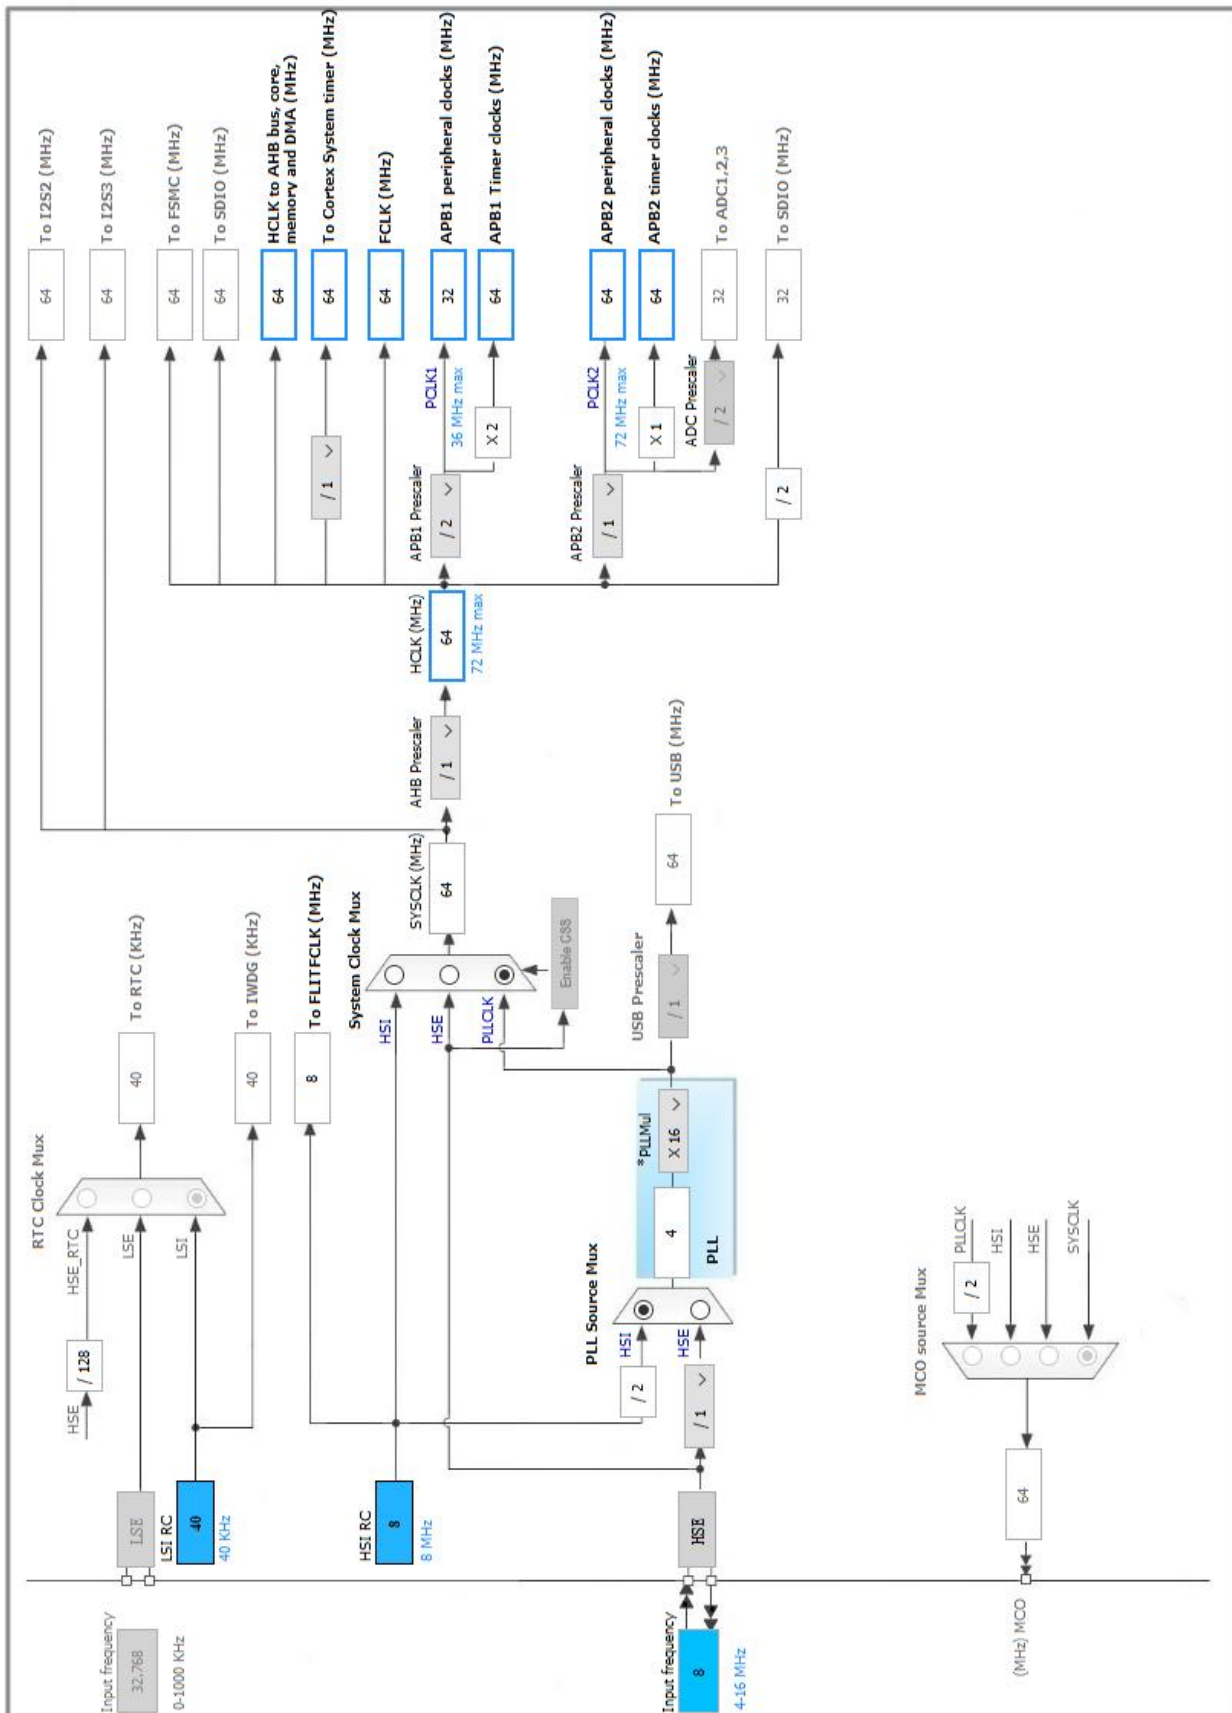 RTC Clock Mux
HSE
/ 128
HSE_RTC
Input frequency
32.768
0-1000 KHz
LSE
LSE
40
To RTC (KHz)
LSI RC
40
40 KHz
LSI
40
To IWDG (KHz)
8
To FLITFCLK (MHz)
HSI RC
8
8 MHz
System Clock Mux
HSI
HSE
PLLCLK
Enable CSS
SYSCLK (MHz)
64
AHB Prescaler
/ 1
HCLK (MHz)
64
72 MHz max
64
To I2S2 (MHz)
64
To I2S3 (MHz)
64
To FSMC (MHz)
64
To SDIO (MHz)
64
HCLK to AHB bus, core,
memory and DMA (MHz)
/ 1
64
To Cortex System timer (MHz)
64
FCLK (MHz)
APB1 Prescaler
/ 2
PCLK1
36 MHz max
32
APB1 peripheral clocks (MHz)
X 2
64
APB1 Timer clocks (MHz)
APB2 Prescaler
/ 1
PCLK2
72 MHz max
64
APB2 peripheral clocks (MHz)
X 1
64
APB2 timer clocks (MHz)
ADC Prescaler
/ 2
32
To ADC1,2,3
/ 2
32
To SDIO (MHz)
PLL Source Mux
/ 2
HSI
Input frequency
8
4-16 MHz
HSE
/ 1
HSE
4
*PLLMul
X 16
PLL
USB Prescaler
/ 1
64
To USB (MHz)
MCO source Mux
(MHz) MCO
64
/ 2
PLLCLK
HSI
HSE
SYSCLK